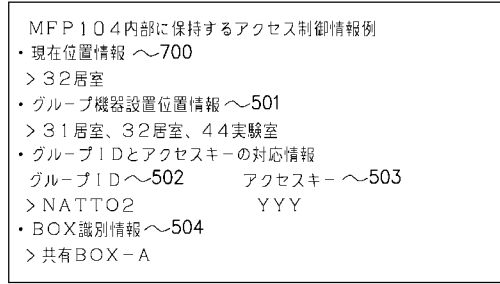 MFP104内部に保持するアクセス制御情報例
・現在位置情報 ～700
＞32居室
・グループ機器設置位置情報 ～501
＞31居室、32居室、44実験室
・グループIDとアクセスキーの対応情報
グループID～502 アクセスキー ～503
＞NATTO2 YYY
・BOX識別情報～504
＞共有BOX－A